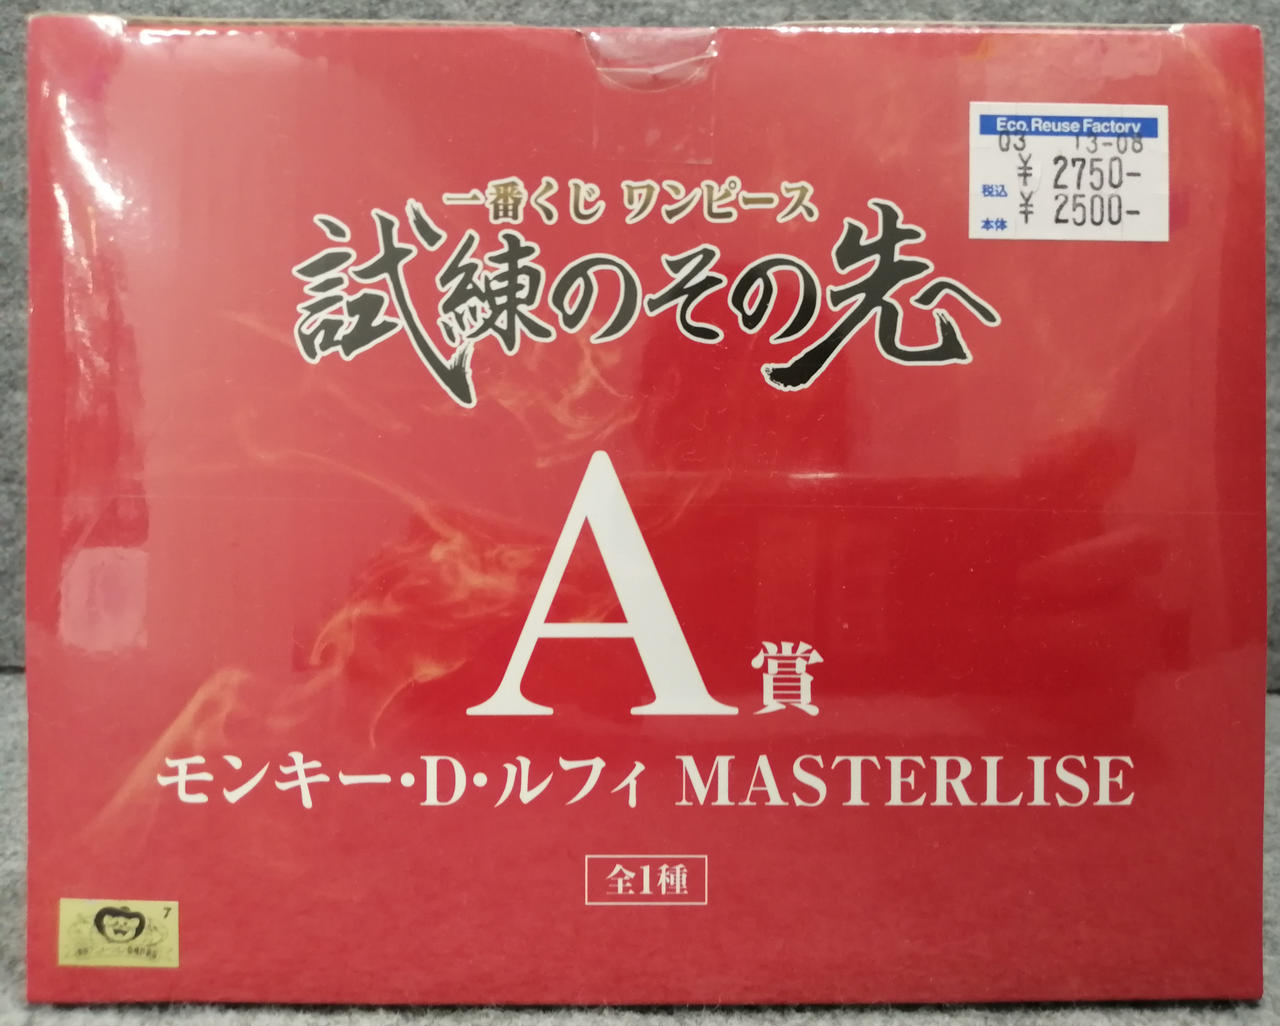 Eco. Reuse Factory
03 13-08
税込 ¥ 2750-
本体 ¥ 2500-
一番くじ ワンピース
試練のその先へ
A賞
モンキー・D・ルフィ MASTERLISE
全1種
7